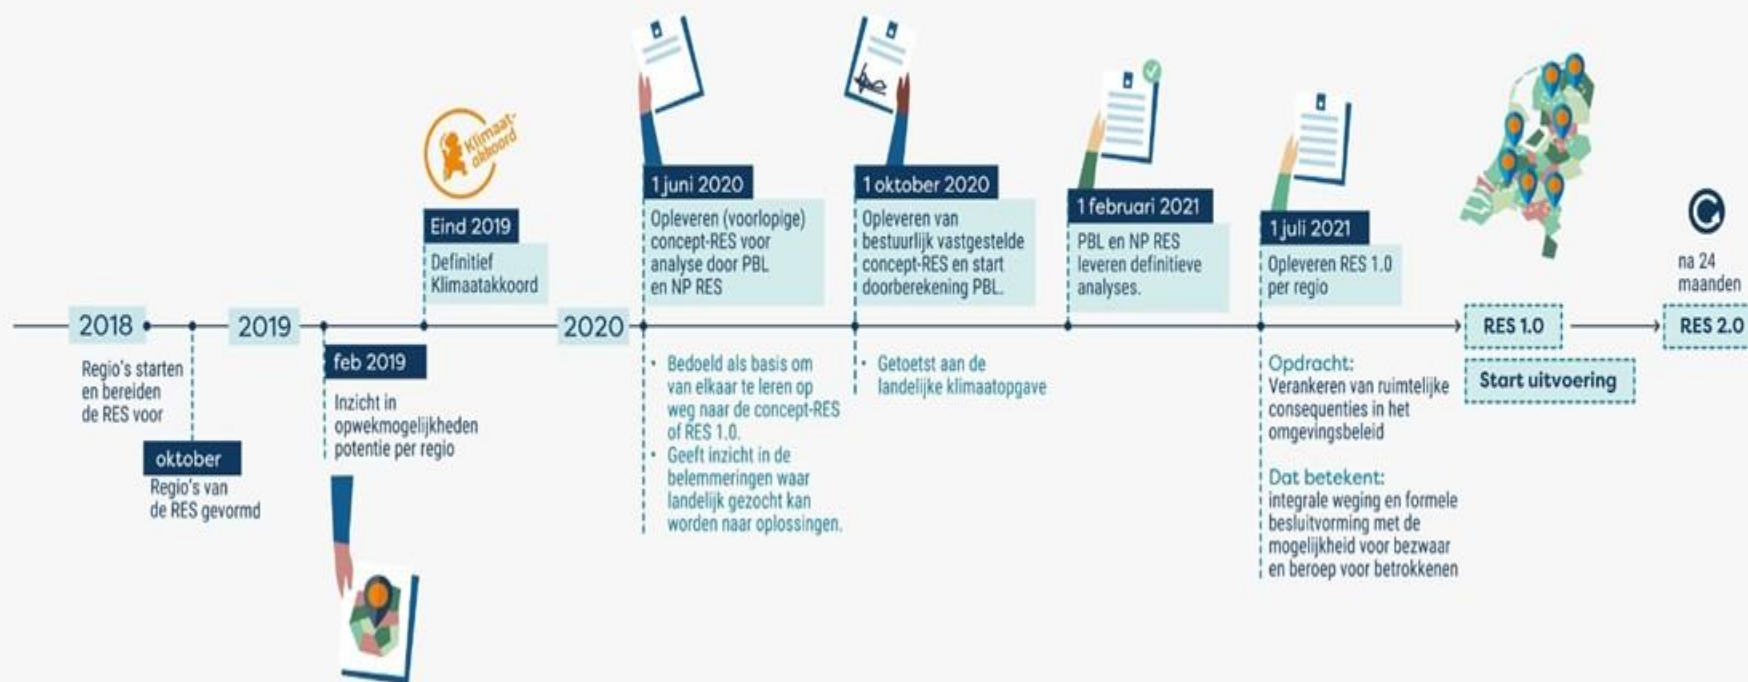 2018
Regio's starten
en bereiden
de RES voor
oktober
Regio's van
de RES gevormd
2019
feb 2019
Inzicht in
opwekmogelijkheden
potentie per regio
Klimaat-
akkoord
Eind 2019
Definitief
Klimaatakkoord
2020
1 juni 2020
Opleveren (voorlopige)
concept-RES voor
analyse door PBL
en NP RES
• Bedoeld als basis om
van elkaar te leren op
weg naar de concept-RES
of RES 1.0.
• Geeft inzicht in de
belemmeringen waar
landelijk gezocht kan
worden naar oplossingen.
1 oktober 2020
Opleveren van
bestuurlijk vastgestelde
concept-RES en start
doorberekening PBL.
• Getoetst aan de
landelijke klimaatopgave
1 februari 2021
PBL en NP RES
leveren definitieve
analyses.
1 juli 2021
Opleveren RES 1.0
per regio
Opdracht:
Verankeren van ruimtelijke
consequenties in het
omgevingsbeleid
Dat betekent:
integrale weging en formele
besluitvorming met de
mogelijkheid voor bezwaar
en beroep voor betrokkenen
RES 1.0
Start uitvoering
na 24
maanden
RES 2.0